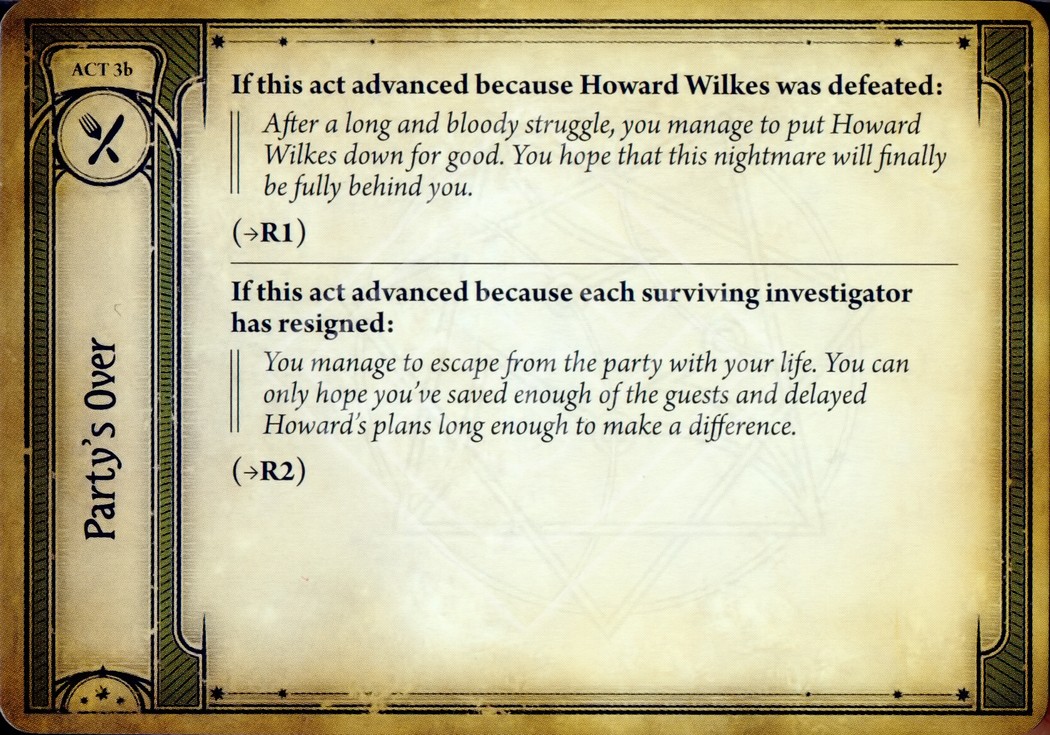 ACT 3b
Party's Over
If this act advanced because Howard Wilkes was defeated:
After a long and bloody struggle, you manage to put Howard
Wilkes down for good. You hope that this nightmare will finally
be fully behind you.
(→R1)
If this act advanced because each surviving investigator
has resigned:
You manage to escape from the party with your life. You can
only hope you've saved enough of the guests and delayed
Howard's plans long enough to make a difference.
(→R2)